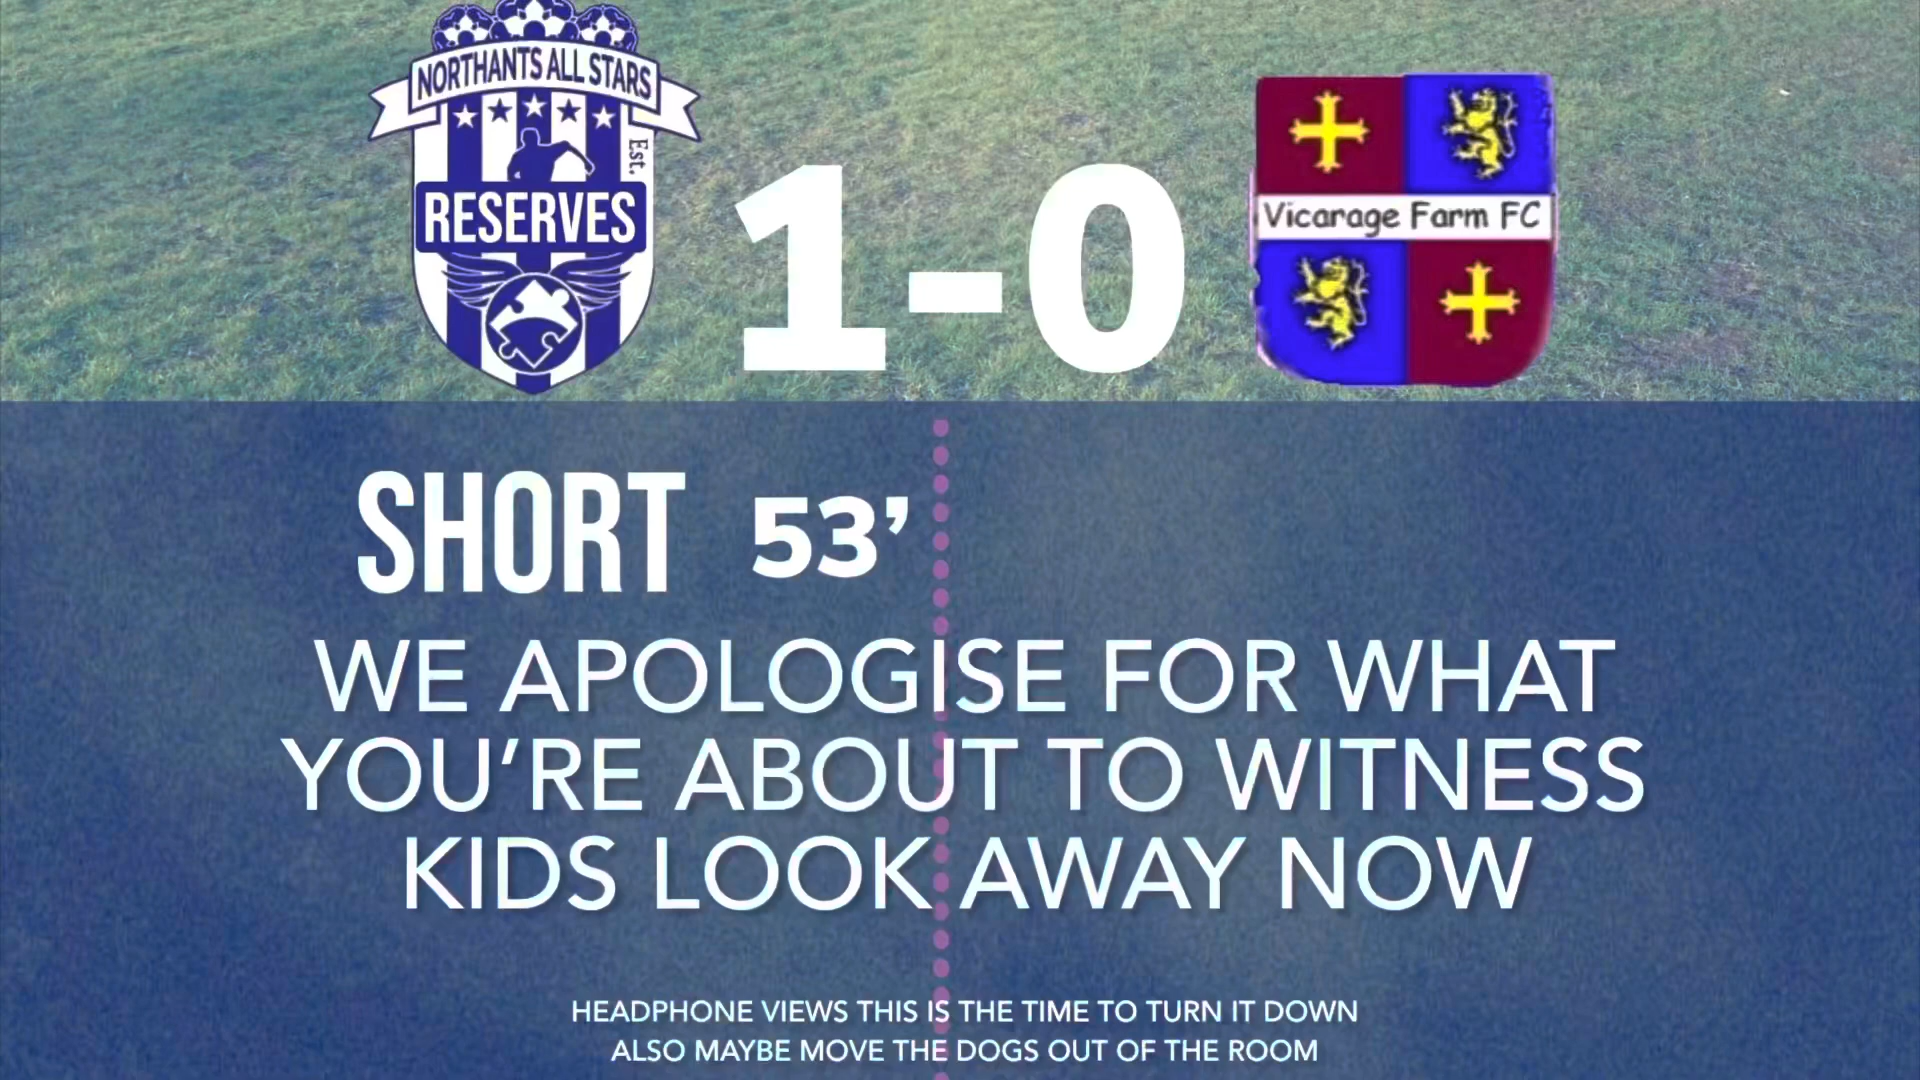 NORTHANTS ALL STARS
Est.
RESERVES
1-0
Vicarage Farm FC
SHORT 53’
WE APOLOGISE FOR WHAT
YOU’RE ABOUT TO WITNESS
KIDS LOOK AWAY NOW
HEADPHONE VIEWS THIS IS THE TIME TO TURN IT DOWN
ALSO MAYBE MOVE THE DOGS OUT OF THE ROOM